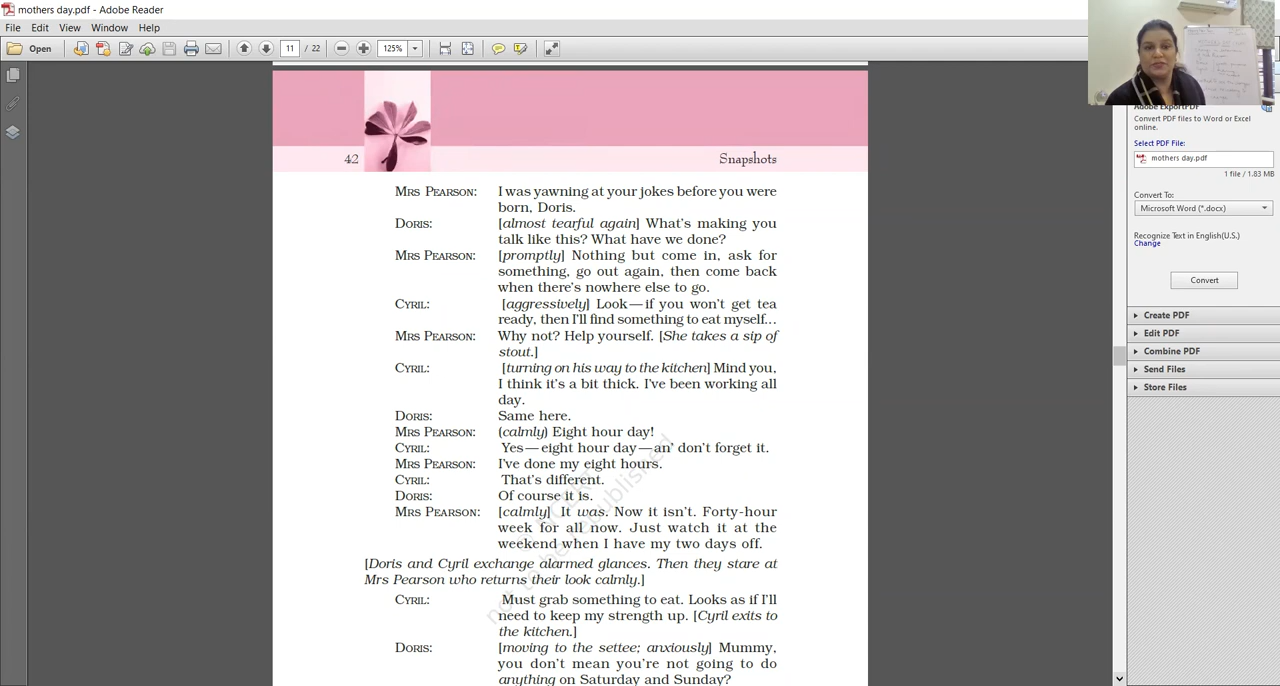 mothers day.pdf - Adobe Reader
File Edit View Window Help
Open 11 / 22 125%
42 Snapshots
MRS PEARSON: I was yawning at your jokes before you were
born, Doris.
DORIS: [almost tearful again] What's making you
talk like this? What have we done?
MRS PEARSON: [promptly] Nothing but come in, ask for
something, go out again, then come back
when there's nowhere else to go.
CYRIL: [aggressively] Look—if you won't get tea
ready, then I'll find something to eat myself...
MRS PEARSON: Why not? Help yourself. [She takes a sip of
stout.]
CYRIL: [turning on his way to the kitchen] Mind you,
I think it's a bit thick. I've been working all
day.
DORIS: Same here.
MRS PEARSON: (calmly) Eight hour day!
CYRIL: Yes—eight hour day—an' don't forget it.
MRS PEARSON: I've done my eight hours.
CYRIL: That's different.
DORIS: Of course it is.
MRS PEARSON: [calmly] It was. Now it isn't. Forty-hour
week for all now. Just watch it at the
weekend when I have my two days off.
[Doris and Cyril exchange alarmed glances. Then they stare at
Mrs Pearson who returns their look calmly.]
CYRIL: Must grab something to eat. Looks as if I'll
need to keep my strength up. [Cyril exits to
the kitchen.]
DORIS: [moving to the settee; anxiously] Mummy,
you don't mean you're not going to do
anything on Saturday and Sunday?
not to be republished
Adobe ExportPDF
Convert PDF files to Word or Excel
online.
Select PDF File:
mothers day.pdf
1 file / 1.83 MB
Convert To:
Microsoft Word (*.docx)
Recognize Text in English(U.S.)
Change
Convert
Create PDF
Edit PDF
Combine PDF
Send Files
Store Files